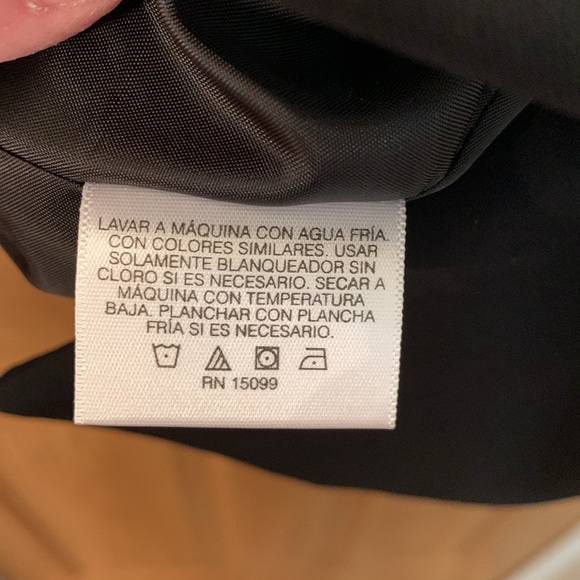 LAVAR A MÁQUINA CON AGUA FRÍA.
CON COLORES SIMILARES. USAR
SOLAMENTE BLANQUEADOR SIN
CLORO SI ES NECESARIO. SECAR A
MÁQUINA CON TEMPERATURA
BAJA. PLANCHAR CON PLANCHA
FRÍA SI ES NECESARIO.
RN 15099